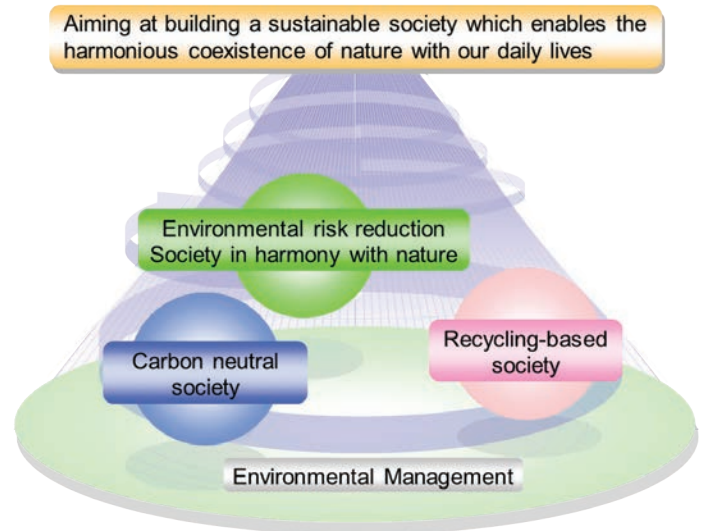 Aiming at building a sustainable society which enables the
harmonious coexistence of nature with our daily lives
Environmental risk reduction
Society in harmony with nature
Carbon neutral
society
Recycling-based
society
Environmental Management